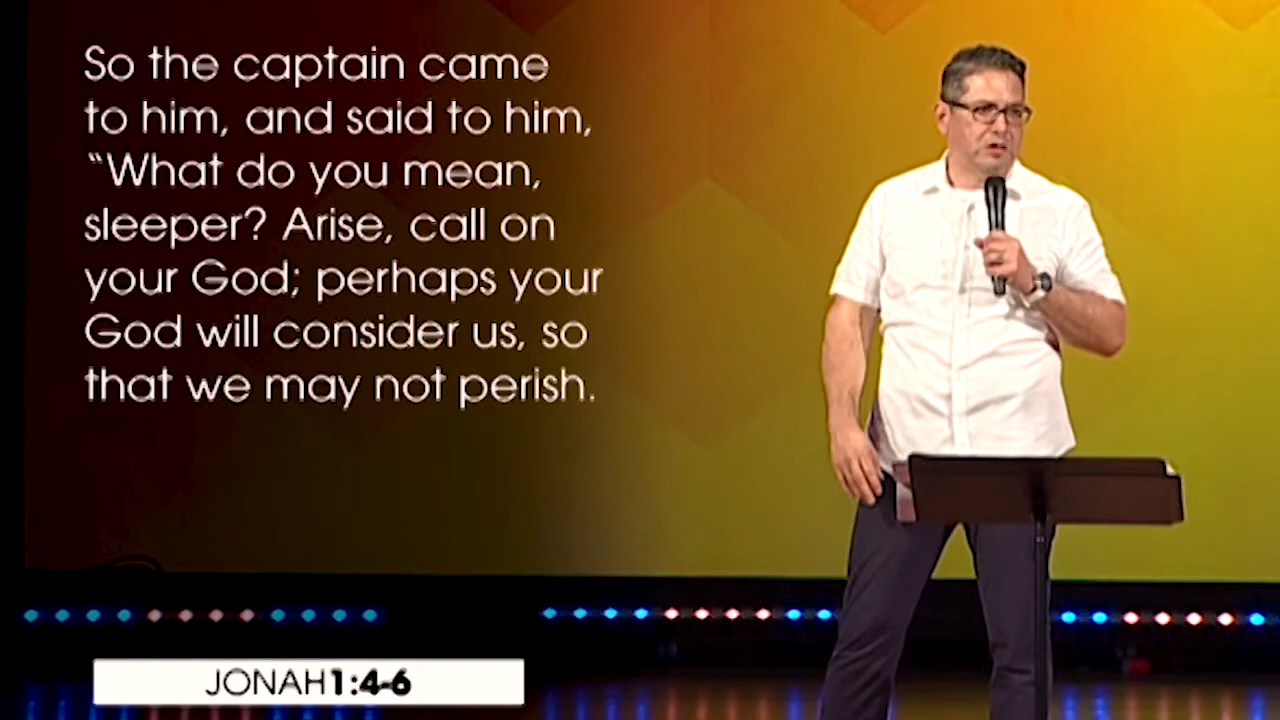 So the captain came
to him, and said to him,
“What do you mean,
sleeper? Arise, call on
your God; perhaps your
God will consider us, so
that we may not perish.
JONAH 1:4-6